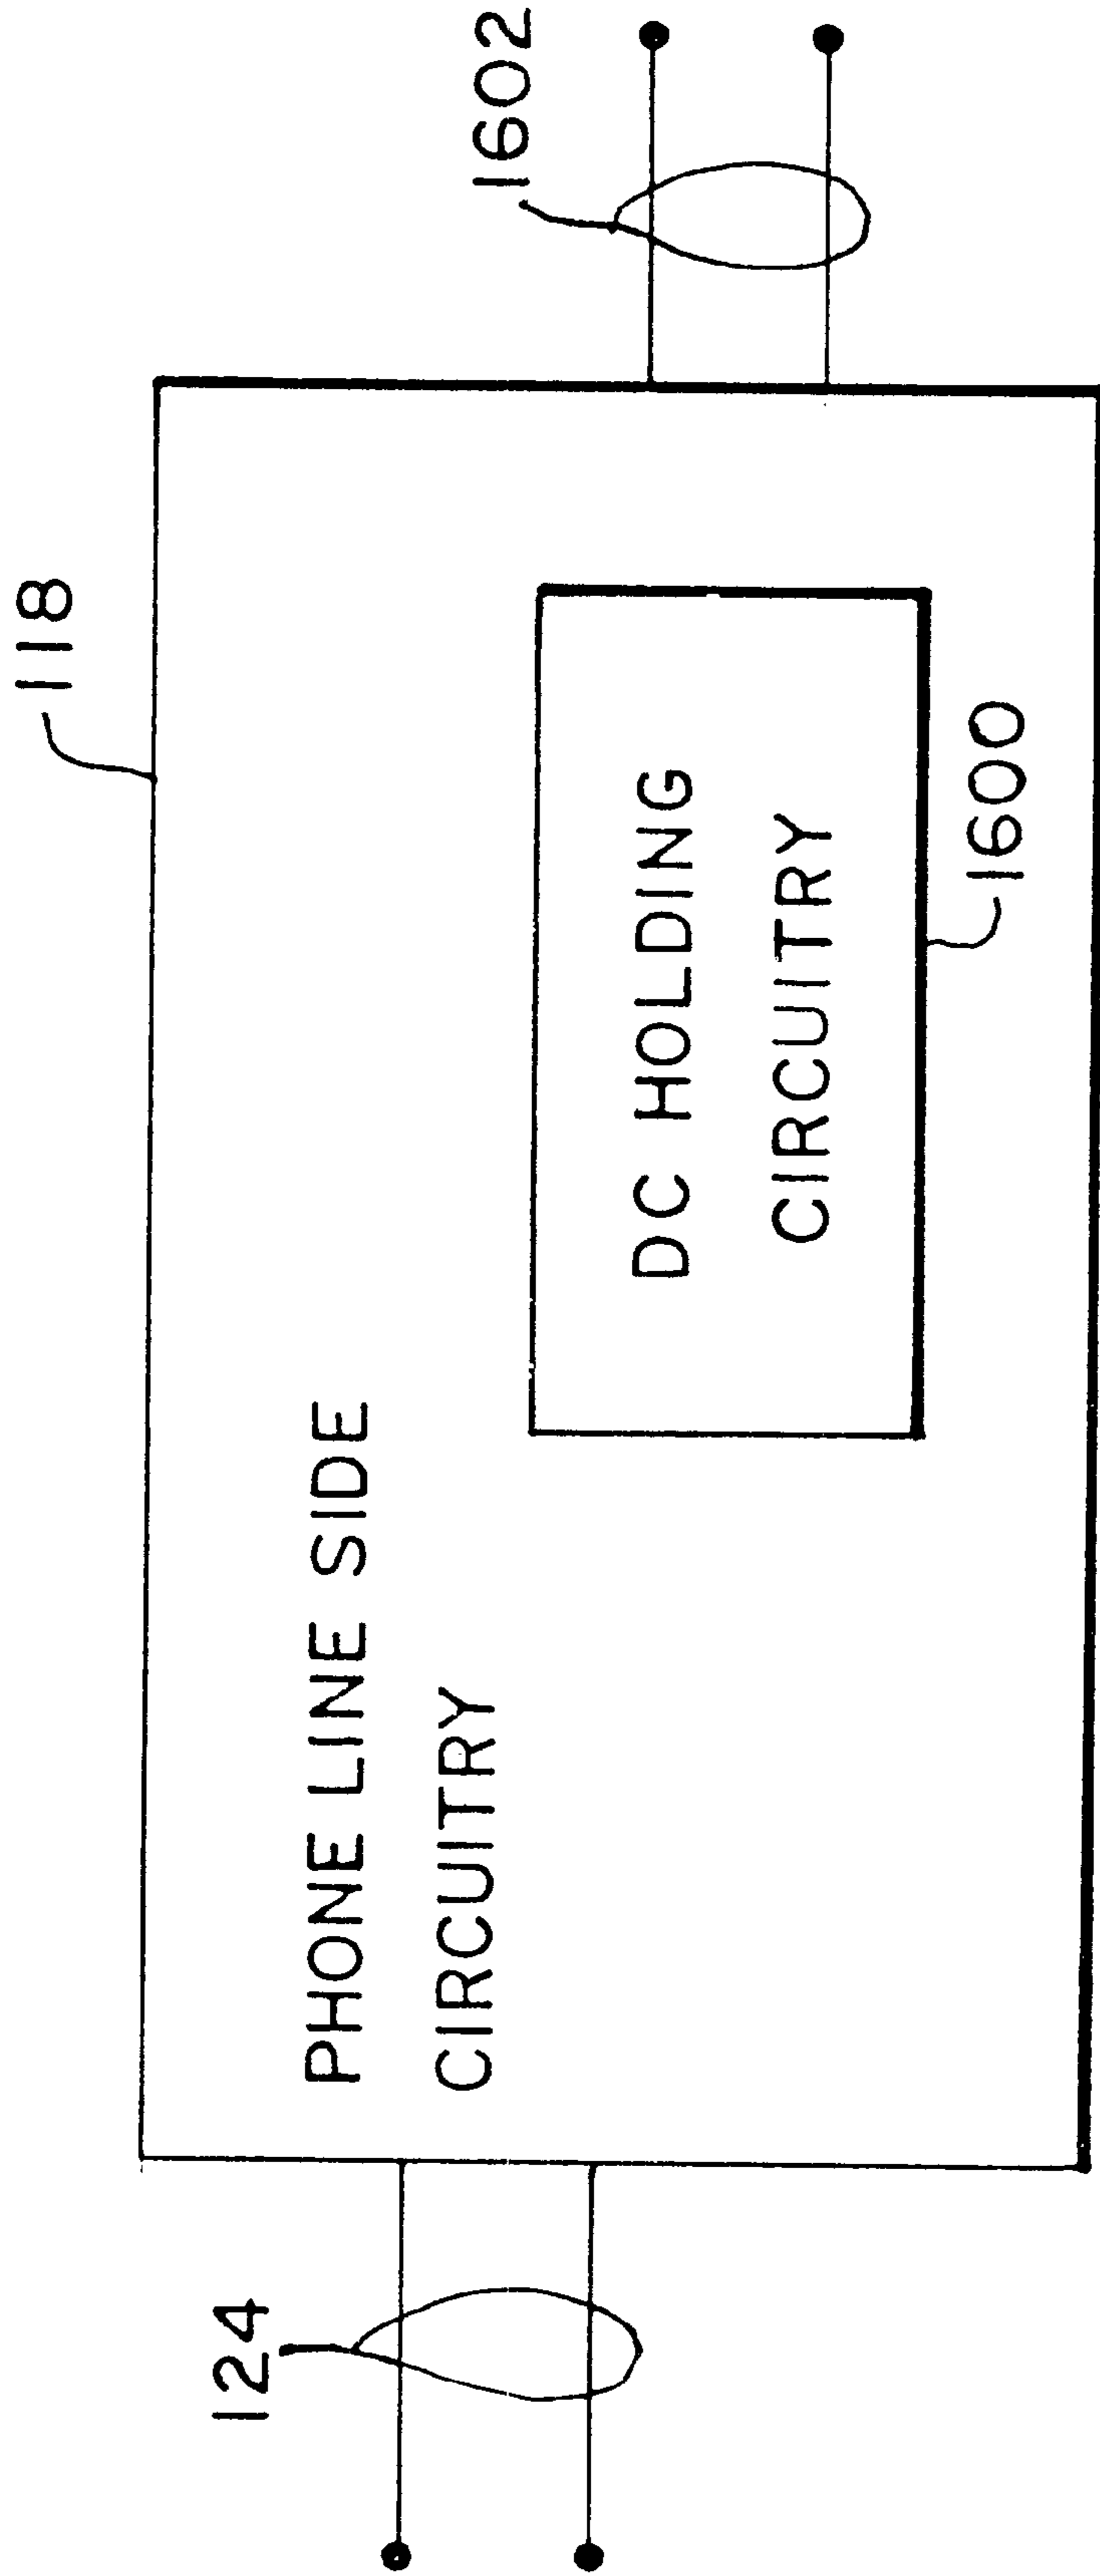 118
1602
PHONE LINE SIDE
CIRCUITRY
124
DC HOLDING
CIRCUITRY
1600